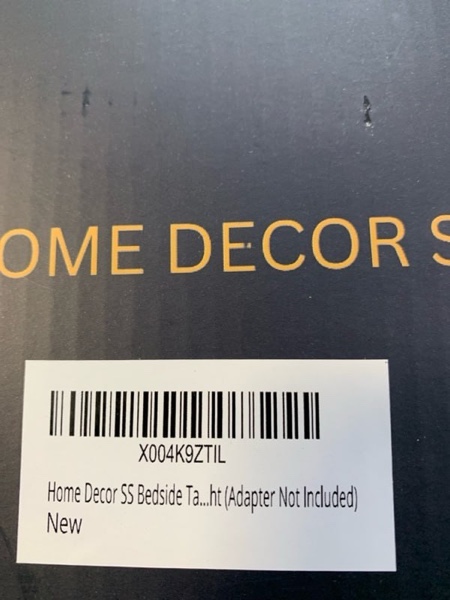 OME DECOR S
X004K9ZTIL
Home Decor SS Bedside Ta...ht (Adapter Not Included)
New